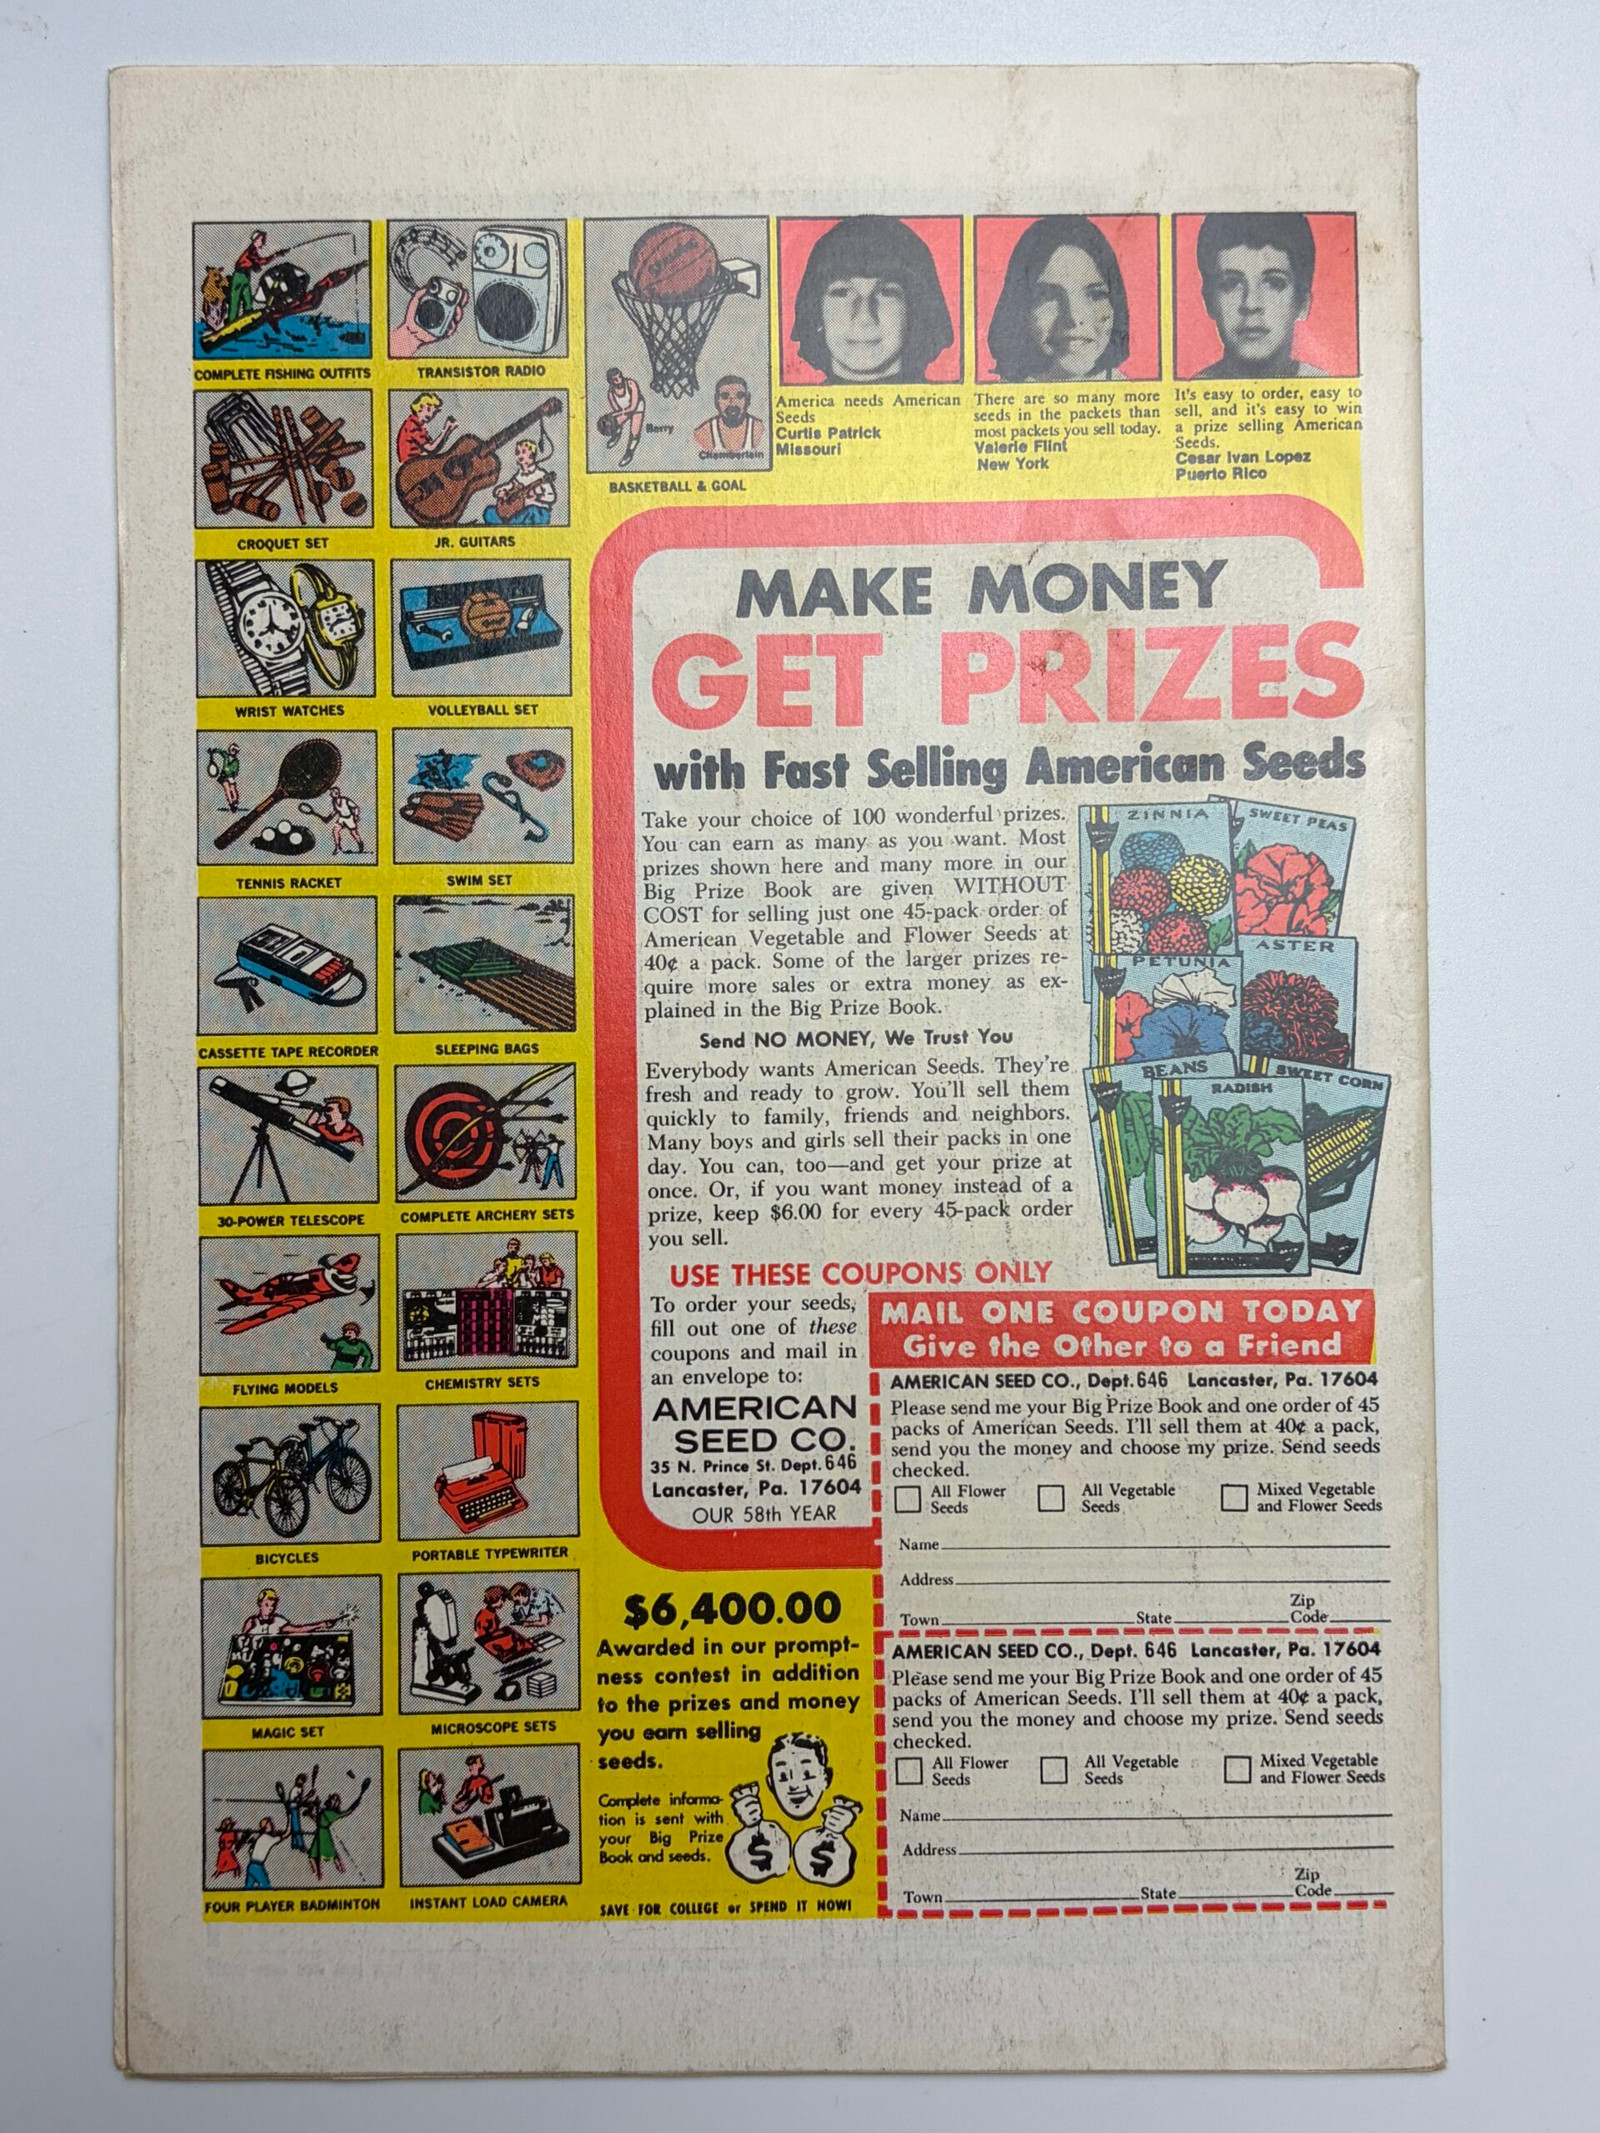 COMPLETE FISHING OUTFITS
TRANSISTOR RADIO
CROQUET SET
JR. GUITARS
WRIST WATCHES
VOLLEYBALL SET
TENNIS RACKET
SWIM SET
CASSETTE TAPE RECORDER
SLEEPING BAGS
30-POWER TELESCOPE
COMPLETE ARCHERY SETS
FLYING MODELS
CHEMISTRY SETS
BICYCLES
PORTABLE TYPEWRITER
MAGIC SET
MICROSCOPE SETS
FOUR PLAYER BADMINTON
INSTANT LOAD CAMERA
Barry
Chamberlain
BASKETBALL & GOAL
America needs American
Seeds
Curtis Patrick
Missouri
There are so many more
seeds in the packets than
most packets you sell today.
Valerie Flint
New York
It's easy to order, easy to
sell, and it's easy to win
a prize selling American
Seeds.
Cesar Ivan Lopez
Puerto Rico
MAKE MONEY
GET PRIZES
with Fast Selling American Seeds
Take your choice of 100 wonderful prizes.
You can earn as many as you want. Most
prizes shown here and many more in our
Big Prize Book are given WITHOUT
COST for selling just one 45-pack order of
American Vegetable and Flower Seeds at
40¢ a pack. Some of the larger prizes re-
quire more sales or extra money as ex-
plained in the Big Prize Book.
Send NO MONEY, We Trust You
Everybody wants American Seeds. They're
fresh and ready to grow. You'll sell them
quickly to family, friends and neighbors.
Many boys and girls sell their packs in one
day. You can, too—and get your prize at
once. Or, if you want money instead of a
prize, keep $6.00 for every 45-pack order
you sell.
ZINNIA
SWEET PEAS
ASTER
PETUNIA
BEANS
RADISH
SWEET CORN
USE THESE COUPONS ONLY
To order your seeds,
fill out one of these
coupons and mail in
an envelope to:
AMERICAN
SEED CO.
35 N. Prince St. Dept. 646
Lancaster, Pa. 17604
OUR 58th YEAR
MAIL ONE COUPON TODAY
Give the Other to a Friend
AMERICAN SEED CO., Dept. 646 Lancaster, Pa. 17604
Please send me your Big Prize Book and one order of 45
packs of American Seeds. I'll sell them at 40¢ a pack,
send you the money and choose my prize. Send seeds
checked.
All Flower Seeds
All Vegetable Seeds
Mixed Vegetable and Flower Seeds
Name
Address
Town State Zip Code
AMERICAN SEED CO., Dept. 646 Lancaster, Pa. 17604
Please send me your Big Prize Book and one order of 45
packs of American Seeds. I'll sell them at 40¢ a pack,
send you the money and choose my prize. Send seeds
checked.
All Flower Seeds
All Vegetable Seeds
Mixed Vegetable and Flower Seeds
Name
Address
Town State Zip Code
$6,400.00
Awarded in our prompt-
ness contest in addition
to the prizes and money
you earn selling
seeds.
Complete informa-
tion is sent with
your Big Prize
Book and seeds.
$ $
SAVE FOR COLLEGE or SPEND IT NOW!